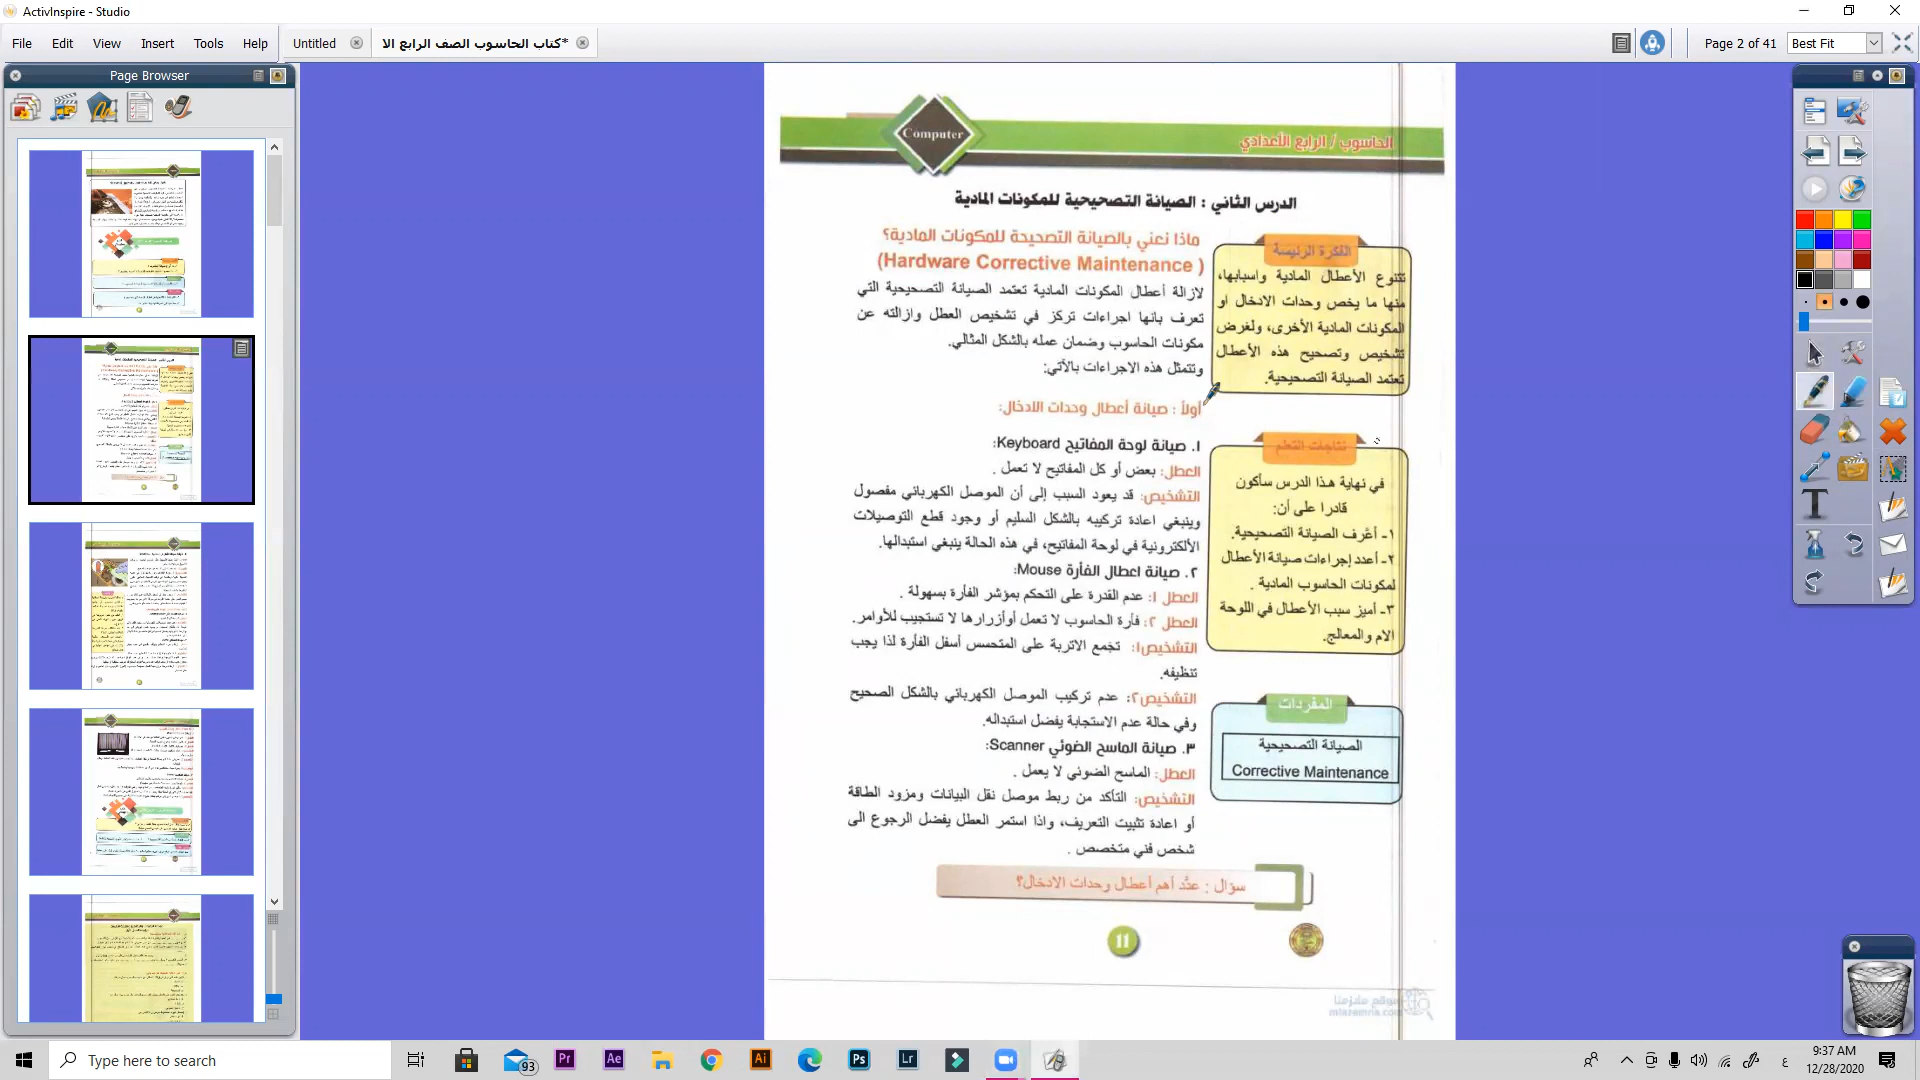 ActivInspire - Studio
File Edit View Insert Tools Help
Untitled
*كتاب الحاسوب الصف الرابع الا
Page 2 of 41
Best Fit
Page Browser
Computer
الحاسوب / الرابع الأعدادي
الدرس الثاني : الصيانة التصحيحية للمكونات المادية
ماذا نعني بالصيانة التصحيحة للمكونات المادية؟
(Hardware Corrective Maintenance )
لازالة أعطال المكونات المادية تعتمد الصيانة التصحيحية التي
تعرف بانها اجراءات تركز في تشخيص العطل وازالته عن
مكونات الحاسوب وضمان عمله بالشكل المثالي.
وتتمثل هذه الاجراءات بالآتي:
أولاً : صيانة أعطال وحدات الادخال:
١. صيانة لوحة المفاتيح Keyboard:
العطل: بعض أو كل المفاتيح لا تعمل .
التشخيص: قد يعود السبب إلى أن الموصل الكهربائي مفصول
وينبغي اعادة تركيبه بالشكل السليم أو وجود قطع التوصيلات
الألكترونية في لوحة المفاتيح، في هذه الحالة ينبغي استبدالها.
٢. صيانة اعطال الفأرة Mouse:
العطل ١: عدم القدرة على التحكم بمؤشر الفأرة بسهولة .
العطل ٢: فأرة الحاسوب لا تعمل أوأزرارها لا تستجيب للأوامر.
التشخيص١: تجمع الاتربة على المتحسس أسفل الفأرة لذا يجب
تنظيفه.
التشخيص٢: عدم تركيب الموصل الكهربائي بالشكل الصحيح
وفي حالة عدم الاستجابة يفضل استبداله.
٣. صيانة الماسح الضوئي Scanner:
العطل: الماسح الضوئي لا يعمل .
التشخيص: التأكد من ربط موصل نقل البيانات ومزود الطاقة
أو اعادة تثبيت التعريف، واذا استمر العطل يفضل الرجوع الى
شخص فني متخصص .
سؤال : عدّد أهم أعطال وحدات الادخال؟
11
الفكرة الرئيسة
تتنوع الأعطال المادية واسبابها،
منها ما يخص وحدات الادخال او
المكونات المادية الأخرى، ولغرض
تشخيص وتصحيح هذه الأعطال
تعتمد الصيانة التصحيحية.
نتاجات التعلم
في نهاية هذا الدرس سأكون
قادرا على أن:
١- أعرف الصيانة التصحيحية.
٢- أعدد إجراءات صيانة الأعطال
لمكونات الحاسوب المادية .
٣- أميز سبب الأعطال في اللوحة
الام والمعالج.
المفردات
الصيانة التصحيحية
Corrective Maintenance
موقع ملازمنا
mlazemna.com
Type here to search
93
9:37 AM
12/28/2020